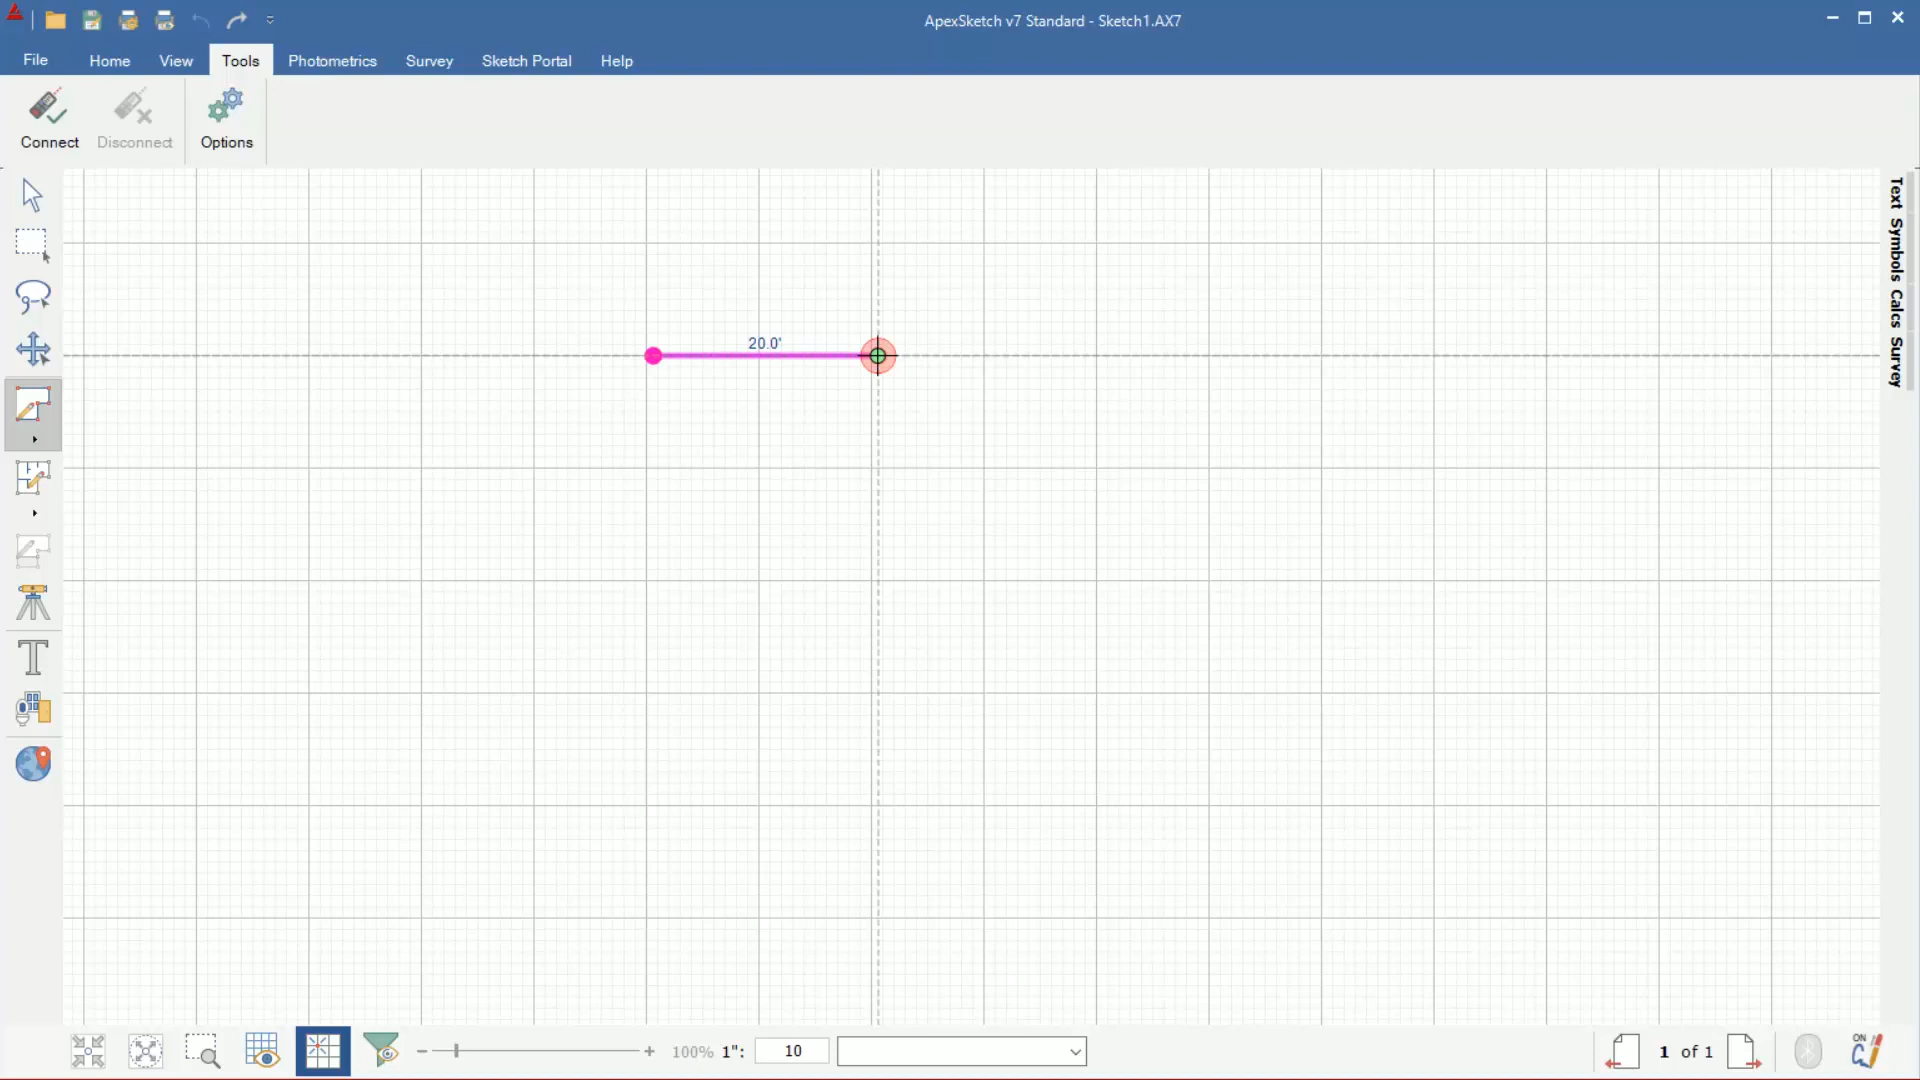 ApexSketch v7 Standard - Sketch1.AX7
File Home View Tools Photometrics Survey Sketch Portal Help
Connect Disconnect Options
20.0'
T
Text Symbols Calcs Survey
100% 1": 10
1 of 1
ON